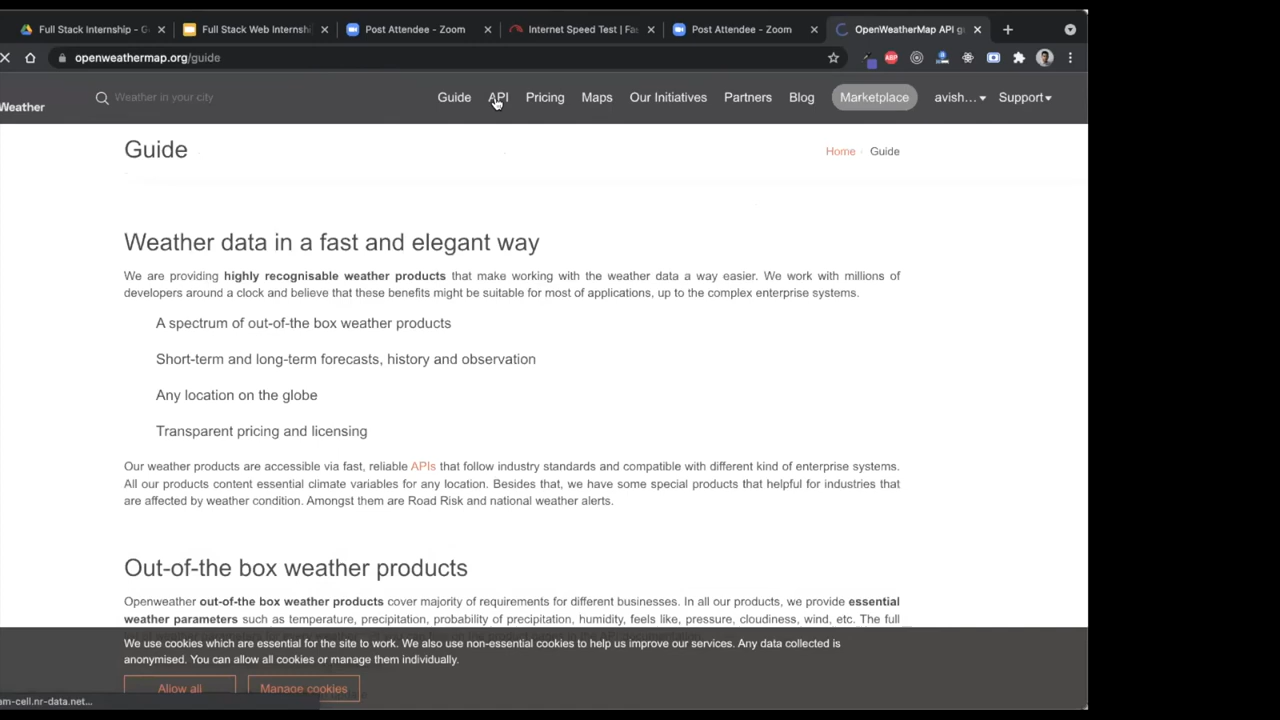 Full Stack Internship - G
Full Stack Web Internshi
Post Attendee - Zoom
Internet Speed Test | Fas
Post Attendee - Zoom
OpenWeatherMap API g
openweathermap.org/guide
ABP
Weather
Weather in your city
Guide
API
Pricing
Maps
Our Initiatives
Partners
Blog
Marketplace
avish...
Support
Guide
Home
Guide
Weather data in a fast and elegant way
We are providing highly recognisable weather products that make working with the weather data a way easier. We work with millions of
developers around a clock and believe that these benefits might be suitable for most of applications, up to the complex enterprise systems.
A spectrum of out-of-the box weather products
Short-term and long-term forecasts, history and observation
Any location on the globe
Transparent pricing and licensing
Our weather products are accessible via fast, reliable APIs that follow industry standards and compatible with different kind of enterprise systems.
All our products content essential climate variables for any location. Besides that, we have some special products that helpful for industries that
are affected by weather condition. Amongst them are Road Risk and national weather alerts.
Out-of-the box weather products
Openweather out-of-the box weather products cover majority of requirements for different businesses. In all our products, we provide essential
weather parameters such as temperature, precipitation, probability of precipitation, humidity, feels like, pressure, cloudiness, wind, etc. The full
We use cookies which are essential for the site to work. We also use non-essential cookies to help us improve our services. Any data collected is
anonymised. You can allow all cookies or manage them individually.
Allow all
Manage cookies
am-cell.nr-data.net...